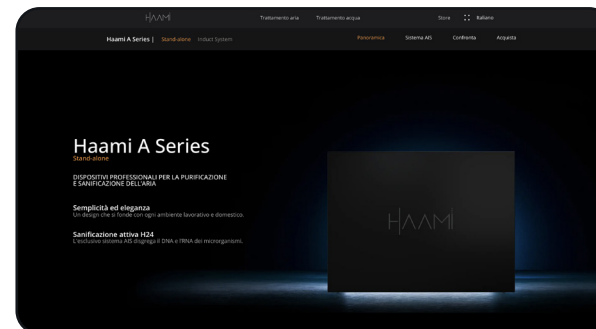 HAAMI
Trattamento aria Trattamento acqua Store Italiano
Haami A Series | Stand-alone Induct System Panoramica Sistema AIS Confronta Acquista
Haami A Series
Stand-alone
DISPOSITIVI PROFESSIONALI PER LA PURIFICAZIONE
E SANIFICAZIONE DELL'ARIA
Semplicità ed eleganza
Un design che si fonde con ogni ambiente lavorativo e domestico.
Sanificazione attiva H24
L'esclusivo sistema AIS disgrega il DNA e l'RNA dei microrganismi.
HAAMI